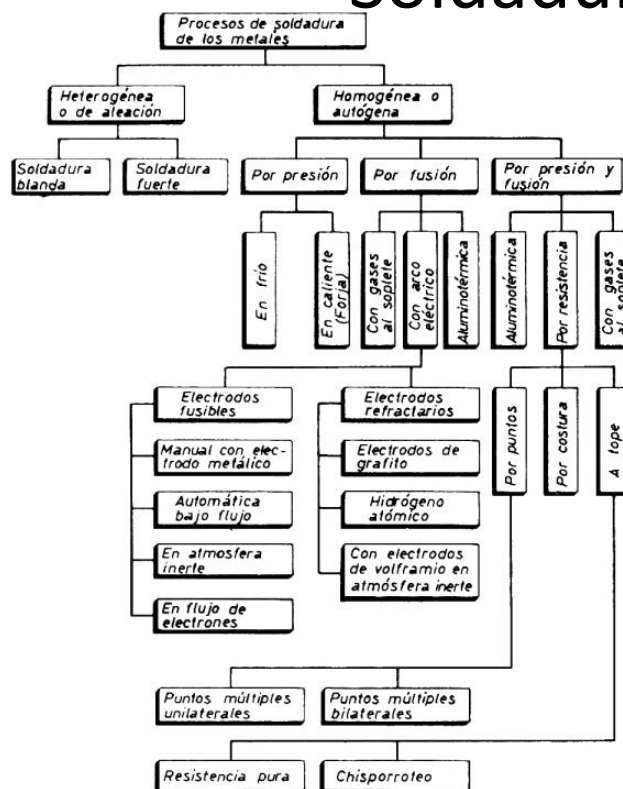 Procesos de soldadura
de los metales
Heterogénea
o de aleación
Homogénea o
autógena
Soldadura
blanda
Soldadura
fuerte
Por presión
Por fusión
Por presión y
fusión
En frío
En caliente
(Forja)
Con gases
al soplete
Con arco
eléctrico
Aluminotérmica
Aluminotérmica
Por resistencia
Con gases
al soplete
Electrodos
fusibles
Electrodos
refractarios
Manual con elec-
trodo metálico
Electrodos de
grafito
Automática
bajo flujo
Hidrógeno
atómico
En atmosfera
inerte
Con electrodos
de volframio en
atmósfera inerte
En flujo de
electrones
Por puntos
Por costura
A tope
Puntos múltiples
unilaterales
Puntos múltiples
bilaterales
Resistencia pura
Chisporroteo